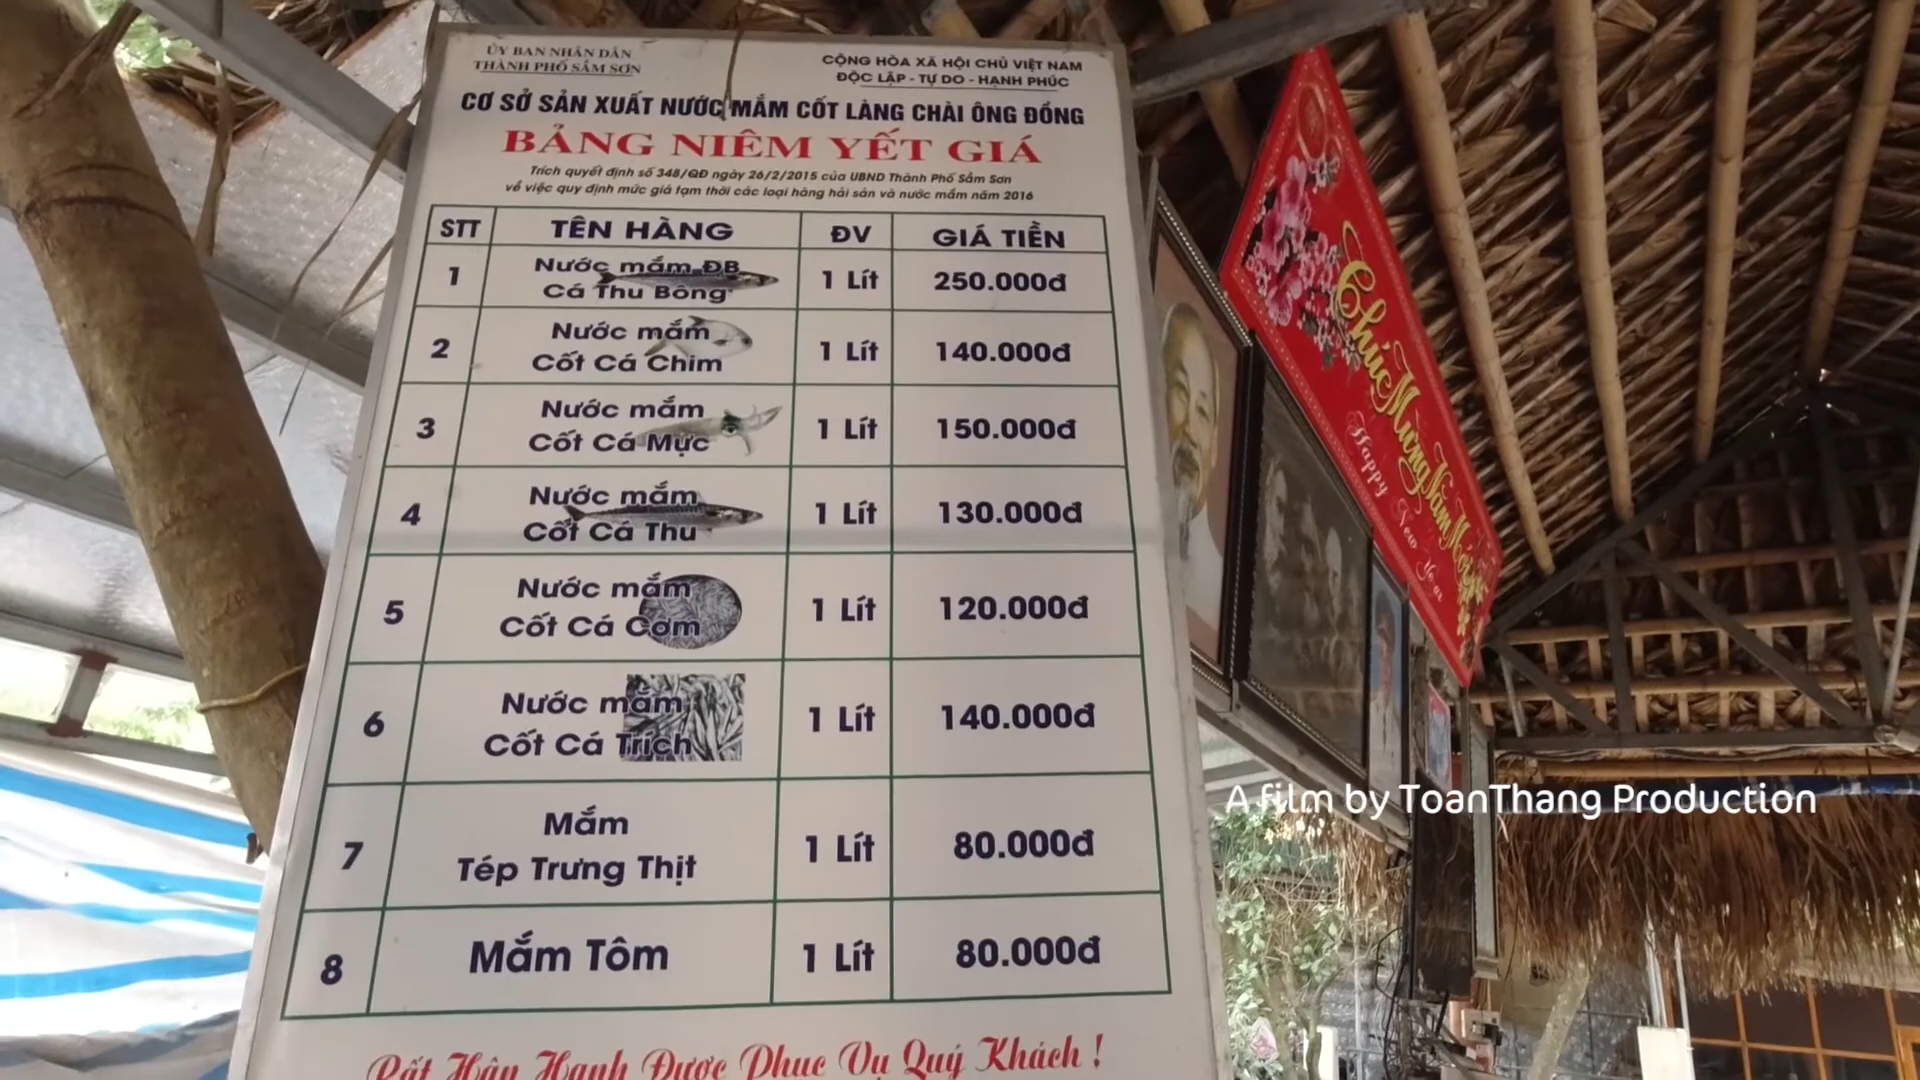 ỦY BAN NHÂN DÂN
THÀNH PHỐ SẦM SƠN
CỘNG HÒA XÃ HỘI CHỦ VIỆT NAM
ĐỘC LẬP - TỰ DO - HẠNH PHÚC
CƠ SỞ SẢN XUẤT NƯỚC MẮM CỐT LÀNG CHÀI ÔNG ĐỒNG
BẢNG NIÊM YẾT GIÁ
Trích quyết định số 348/QĐ ngày 26/2/2015 của UBND Thành Phố Sầm Sơn
về việc quy định mức giá tạm thời các loại hàng hải sản và nước mắm năm 2016
STT TÊN HÀNG ĐV GIÁ TIỀN
1 Nước mắm ĐB Cá Thu Bông 1 Lít 250.000đ
2 Nước mắm Cốt Cá Chim 1 Lít 140.000đ
3 Nước mắm Cốt Cá Mực 1 Lít 150.000đ
4 Nước mắm Cốt Cá Thu 1 Lít 130.000đ
5 Nước mắm Cốt Cá Cơm 1 Lít 120.000đ
6 Nước mắm Cốt Cá Trích 1 Lít 140.000đ
7 Mắm Tép Trưng Thịt 1 Lít 80.000đ
8 Mắm Tôm 1 Lít 80.000đ
Rất Hân Hạnh Được Phục Vụ Quý Khách !
Chúc Mừng Năm Mới
Happy New Year
A film by ToanThang Production